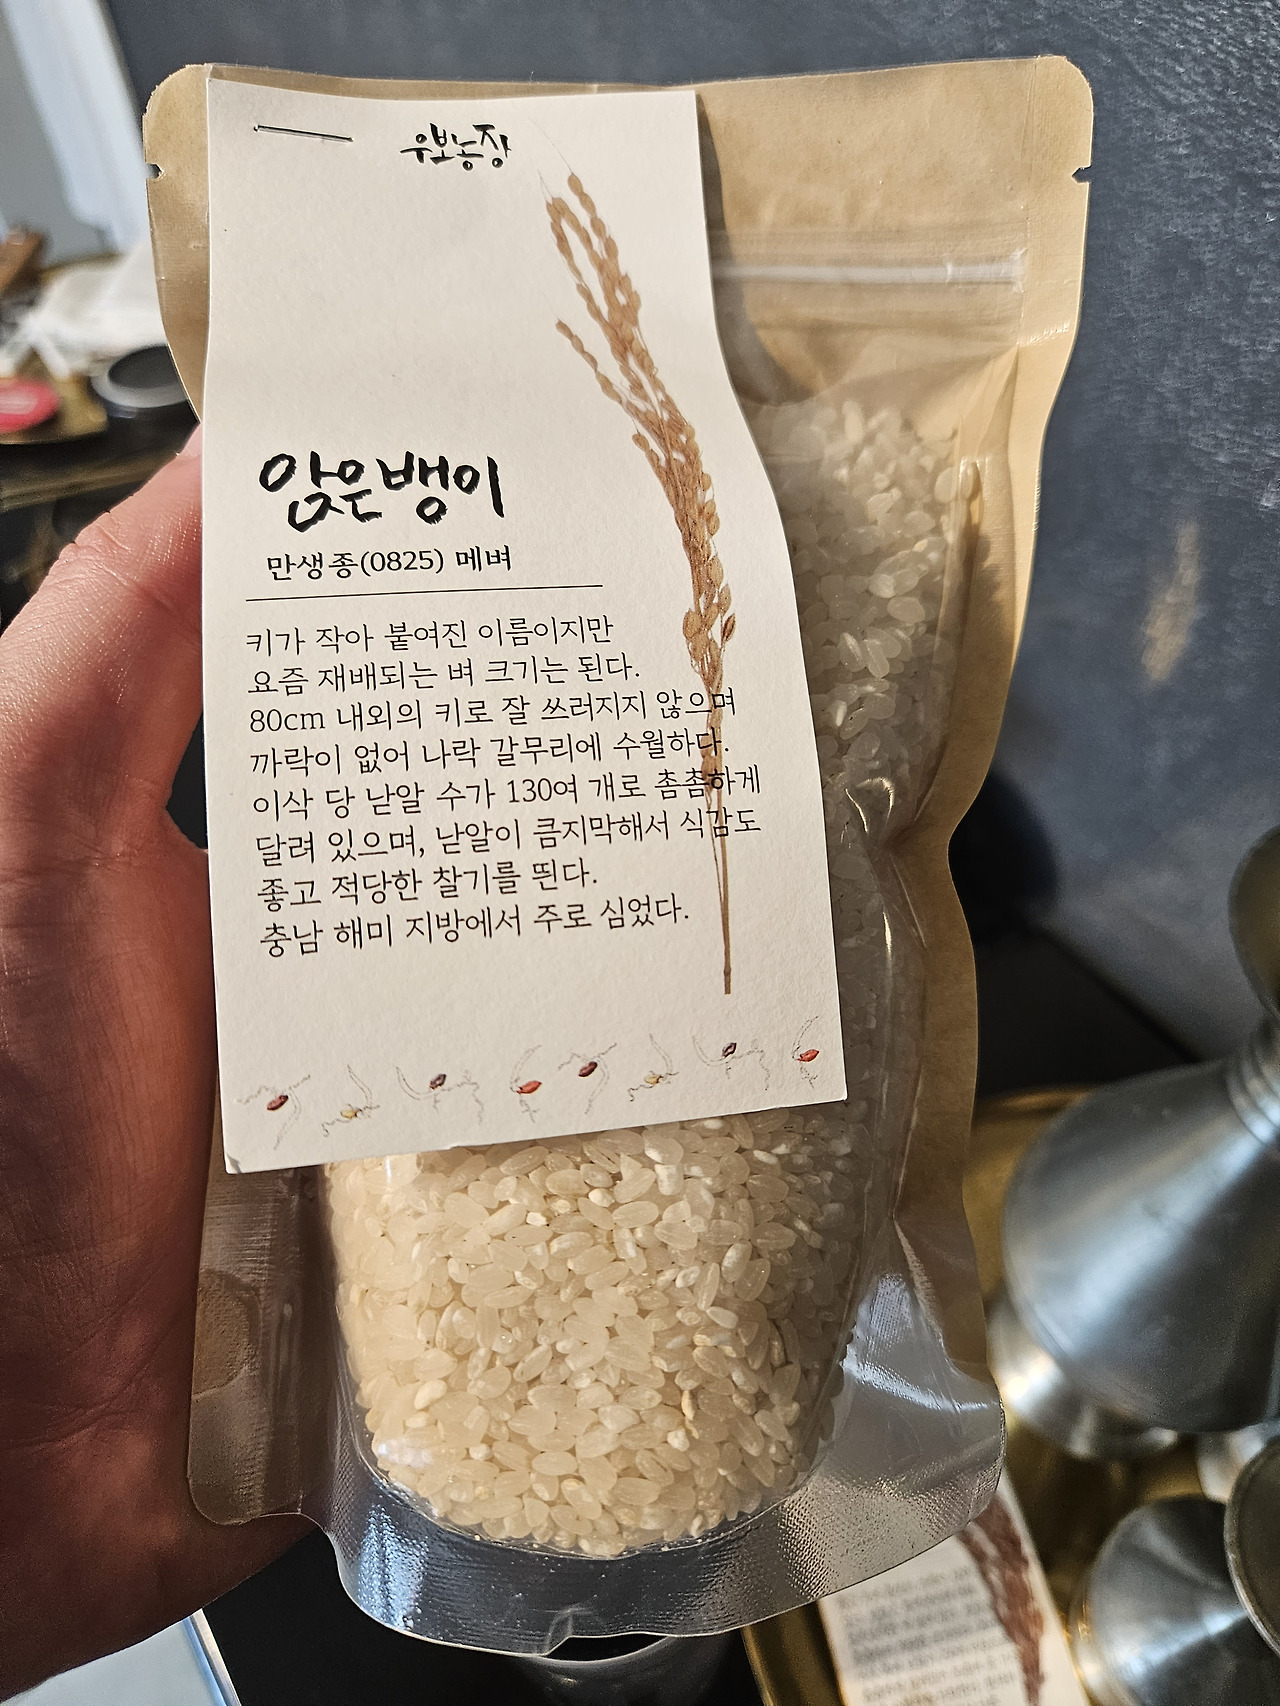 우보농장
앉은뱅이
만생종(0825) 메벼
키가 작아 붙여진 이름이지만
요즘 재배되는 벼 크기는 된다.
80cm 내외의 키로 잘 쓰러지지 않으며
까락이 없어 나락 갈무리에 수월하다.
이삭 당 낟알 수가 130여 개로 촘촘하게
달려 있으며, 낟알이 큼지막해서 식감도
좋고 적당한 찰기를 띈다.
충남 해미 지방에서 주로 심었다.